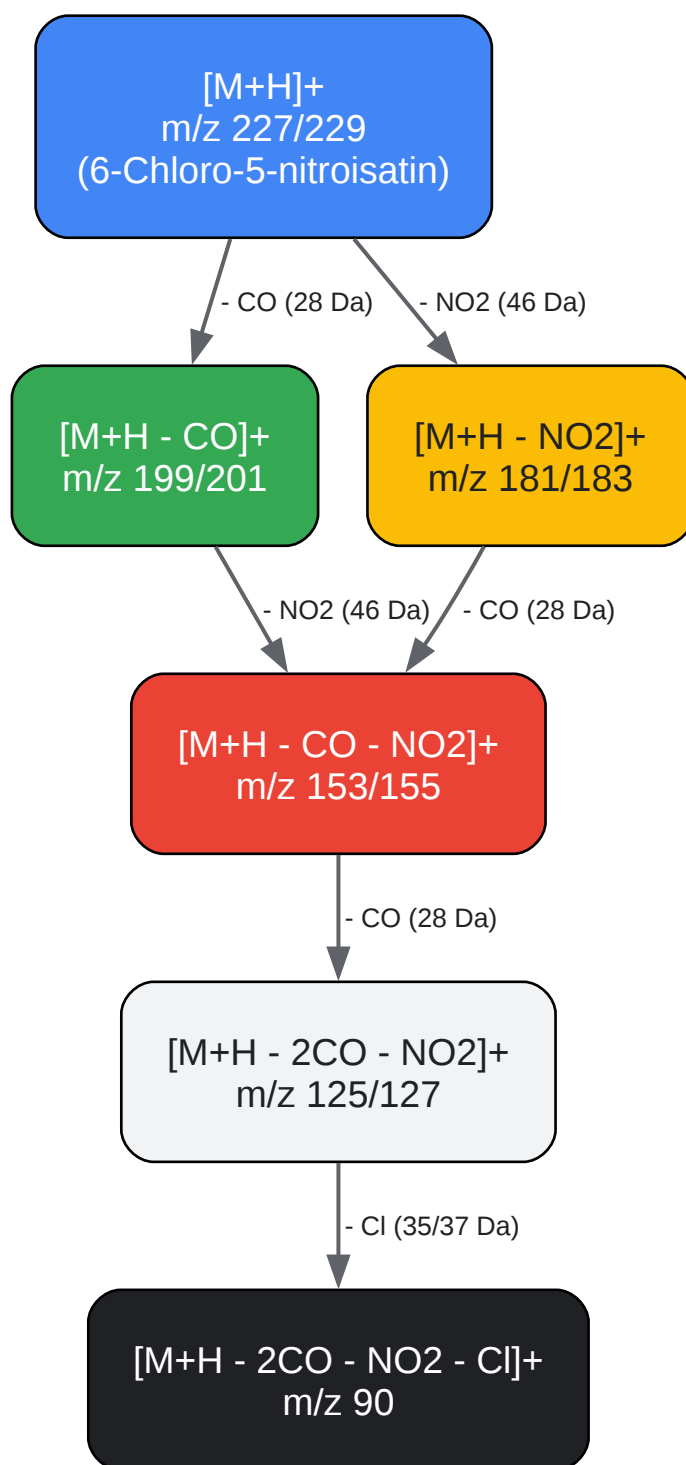 [M+H]+
m/z 227/229
(6-Chloro-5-nitroisatin)
- CO (28 Da)
- NO2 (46 Da)
[M+H - CO]+
m/z 199/201
[M+H - NO2]+
m/z 181/183
- NO2 (46 Da)
- CO (28 Da)
[M+H - CO - NO2]+
m/z 153/155
- CO (28 Da)
[M+H - 2CO - NO2]+
m/z 125/127
- Cl (35/37 Da)
[M+H - 2CO - NO2 - Cl]+
m/z 90